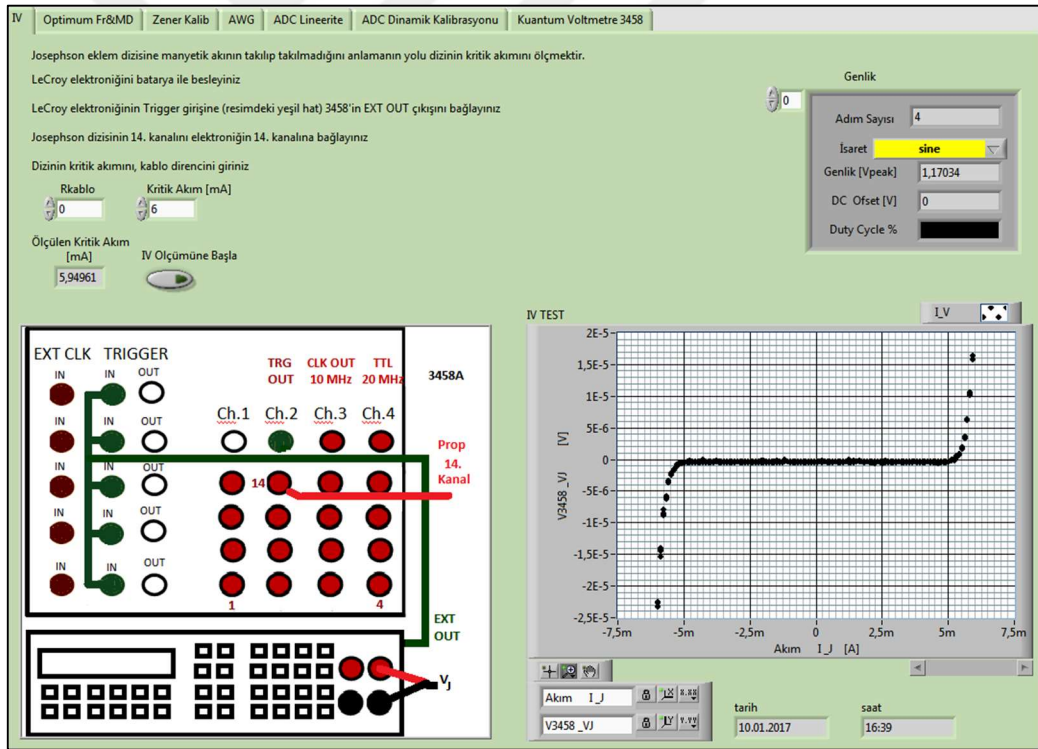 IV Optimum Fr&MD Zener Kalib AWG ADC Lineerite ADC Dinamik Kalibrasyonu Kuantum Voltmetre 3458
Josephson eklem dizisine manyetik akının takılıp takılmadığını anlamanın yolu dizinin kritik akımını ölçmektir.
LeCroy elektroniğini batarya ile besleyiniz
LeCroy elektroniğinin Trigger girişine (resimdeki yeşil hat) 3458'in EXT OUT çıkışını bağlayınız
Josephson dizisinin 14. kanalını elektroniğin 14. kanalına bağlayınız
Dizinin kritik akımını, kablo direncini giriniz
Rkablo Kritik Akım [mA]
0 6
Ölçülen Kritik Akım
[mA] IV Olçümüne Başla
5,94961
Genlik
0
Adım Sayısı 4
İsaret sine
Genlik [Vpeak] 1,17034
DC Ofset [V] 0
Duty Cycle %
EXT CLK TRIGGER
IN IN OUT
IN IN OUT
IN IN OUT
IN IN OUT
IN IN OUT
TRG CLK OUT TTL
OUT 10 MHz 20 MHz
3458A
Ch.1 Ch.2 Ch.3 Ch.4
Prop
14.
Kanal
14
1 4
EXT
OUT
VJ
IV TEST
I_V
2E-5
1,5E-5
1E-5
5E-6
0
-5E-6
-1E-5
-1,5E-5
-2E-5
-2,5E-5
V3458 _VJ [V]
-7,5m -5m -2,5m 0 2,5m 5m 7,5m
Akım I_J [A]
Akım I_J
V3458 _VJ
tarih saat
10.01.2017 16:39